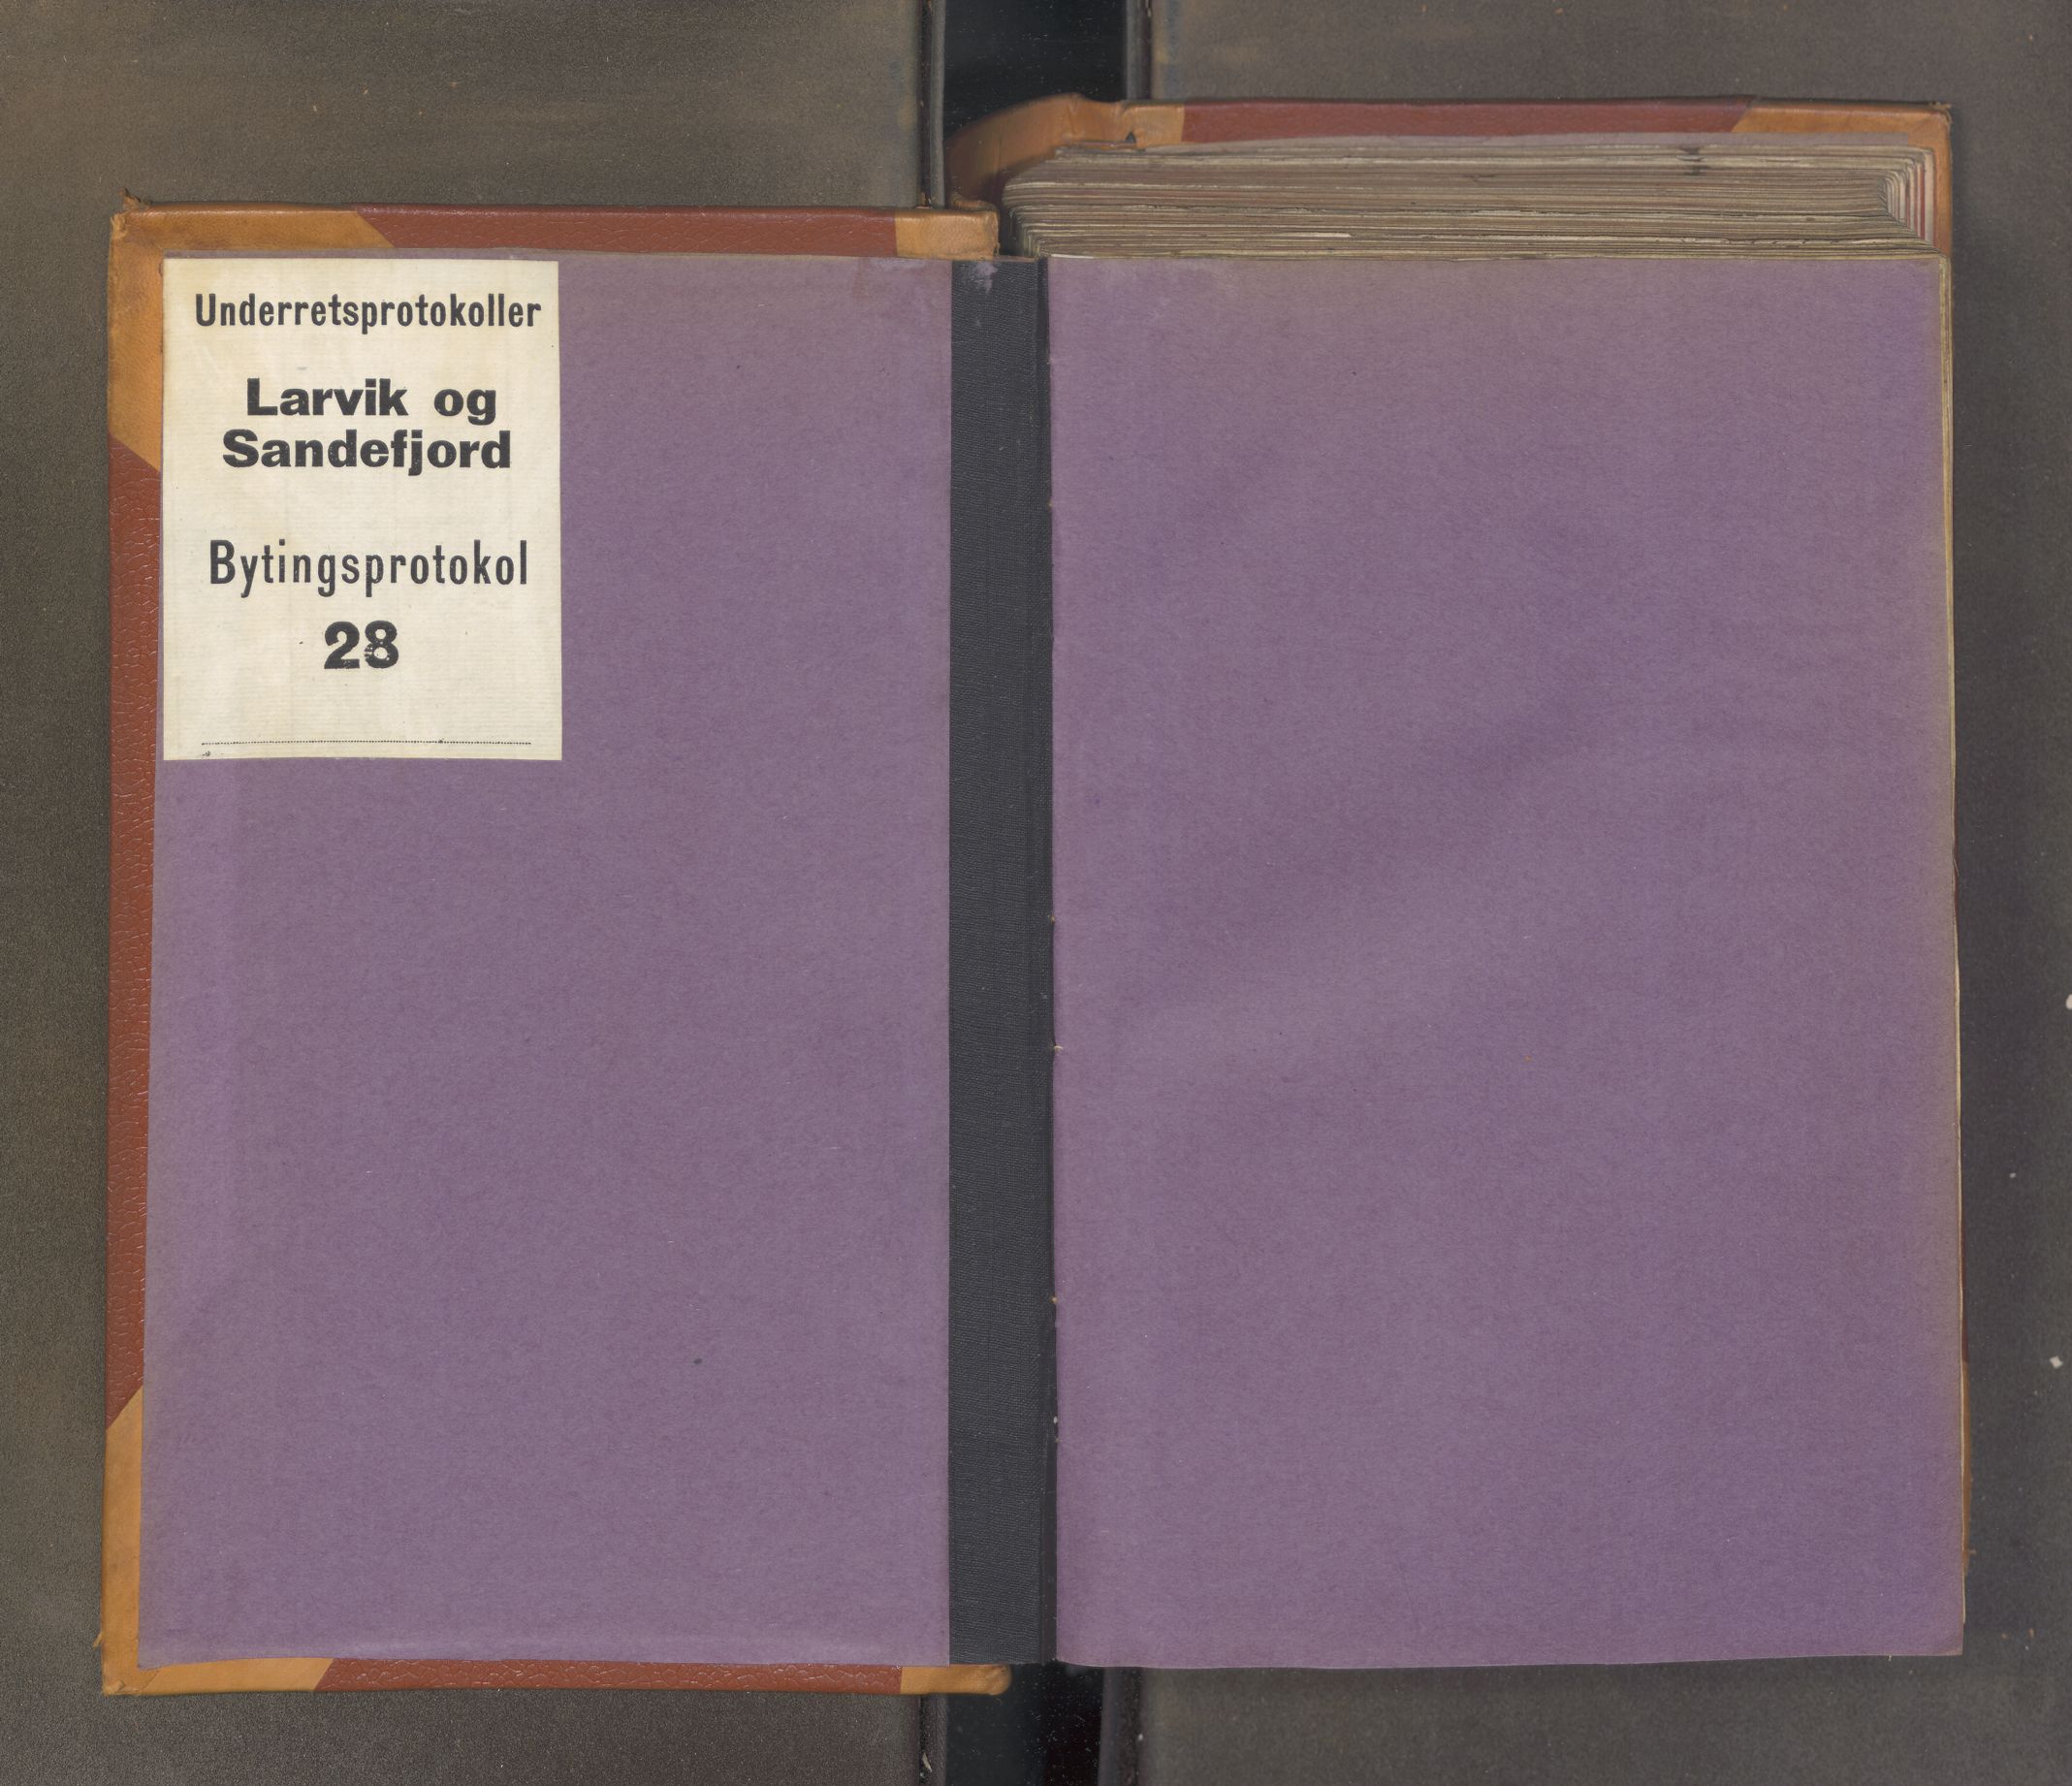 Underretsprotokoller
Larvik og
Sandefjord
Bytingsprotokol
28